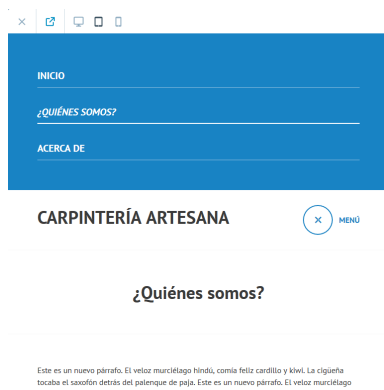 INICIO
¿QUIÉNES SOMOS?
ACERCA DE
CARPINTERÍA ARTESANA
MENÚ
¿Quienes somos?
Este es un nuevo párrafo. El veloz murciélago hindú, comía feliz cardillo y kiwi. La cigüeña
tocaba el saxofón detrás del palenque de paja. Este es un nuevo párrafo. El veloz murciélago